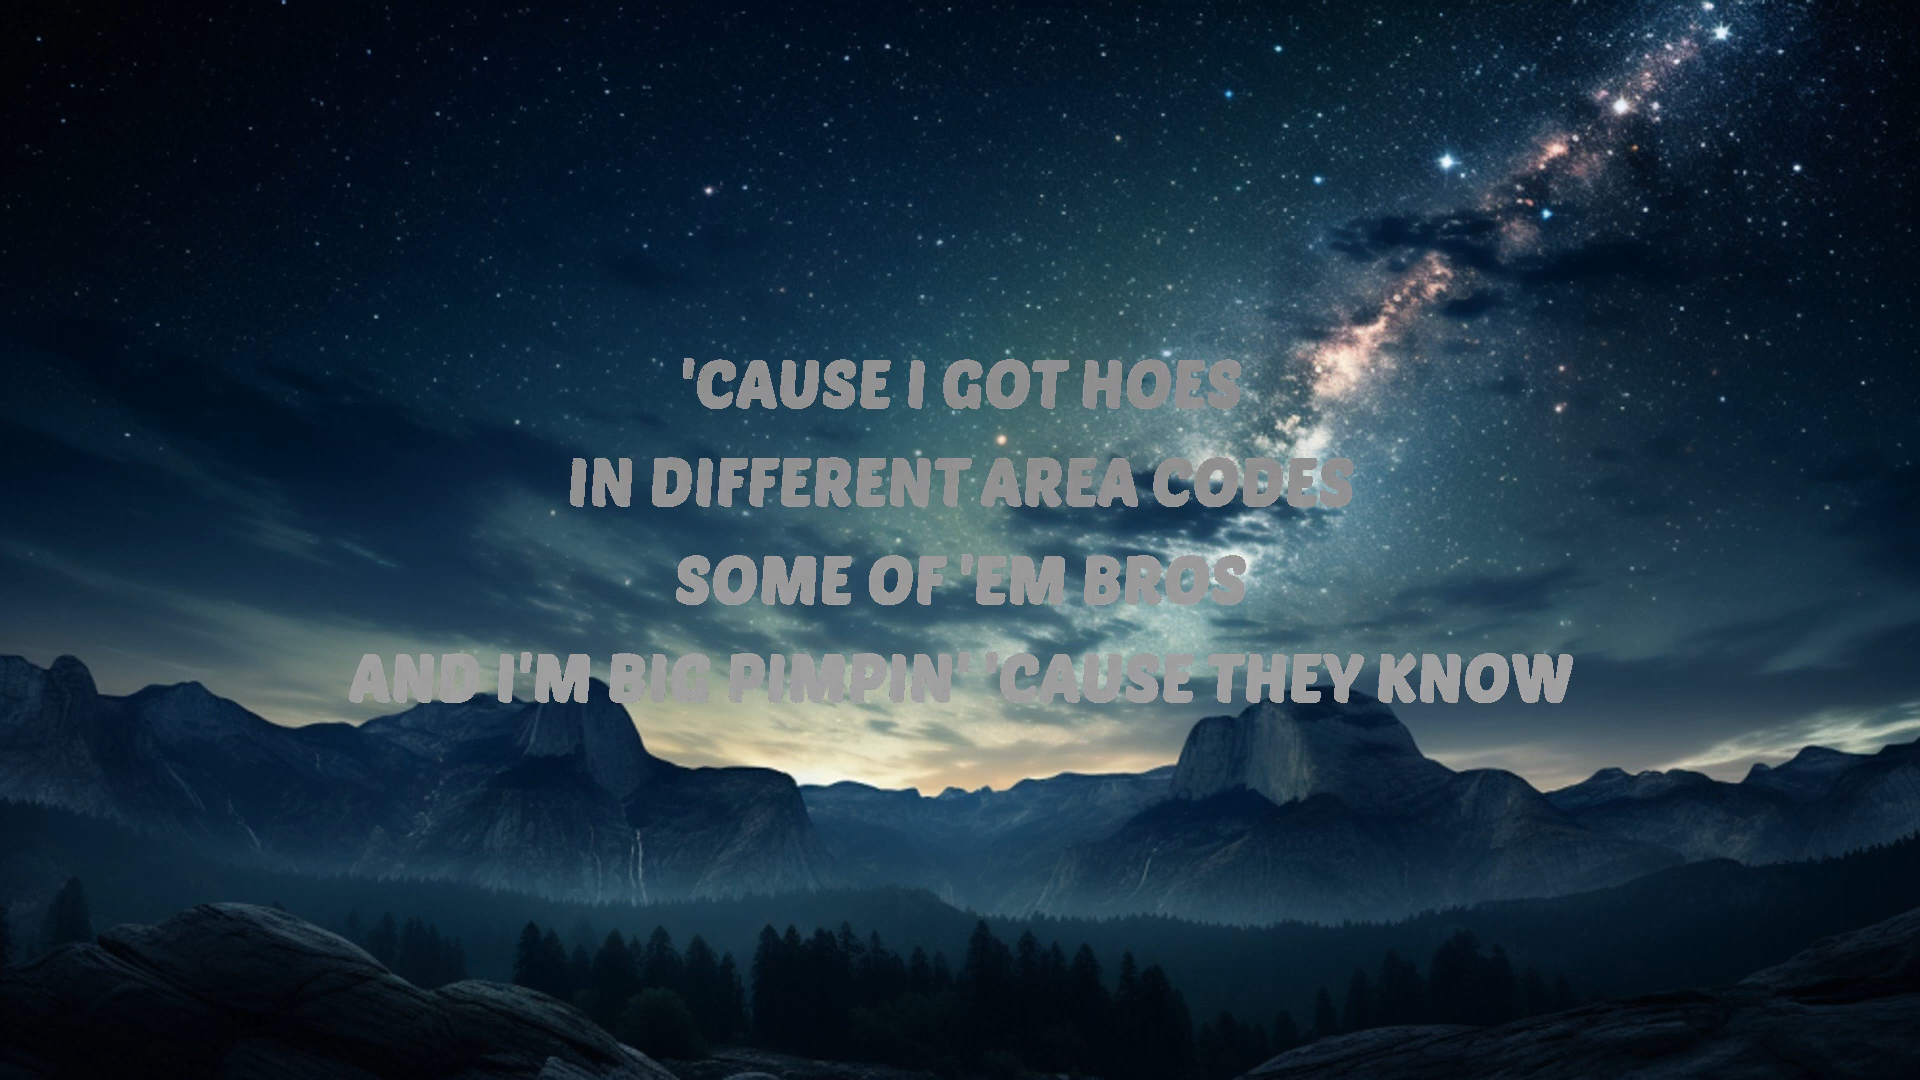 'CAUSE I GOT HOES
IN DIFFERENT AREA CODES
SOME OF 'EM BROS
AND I'M BIG PIMPIN' 'CAUSE THEY KNOW